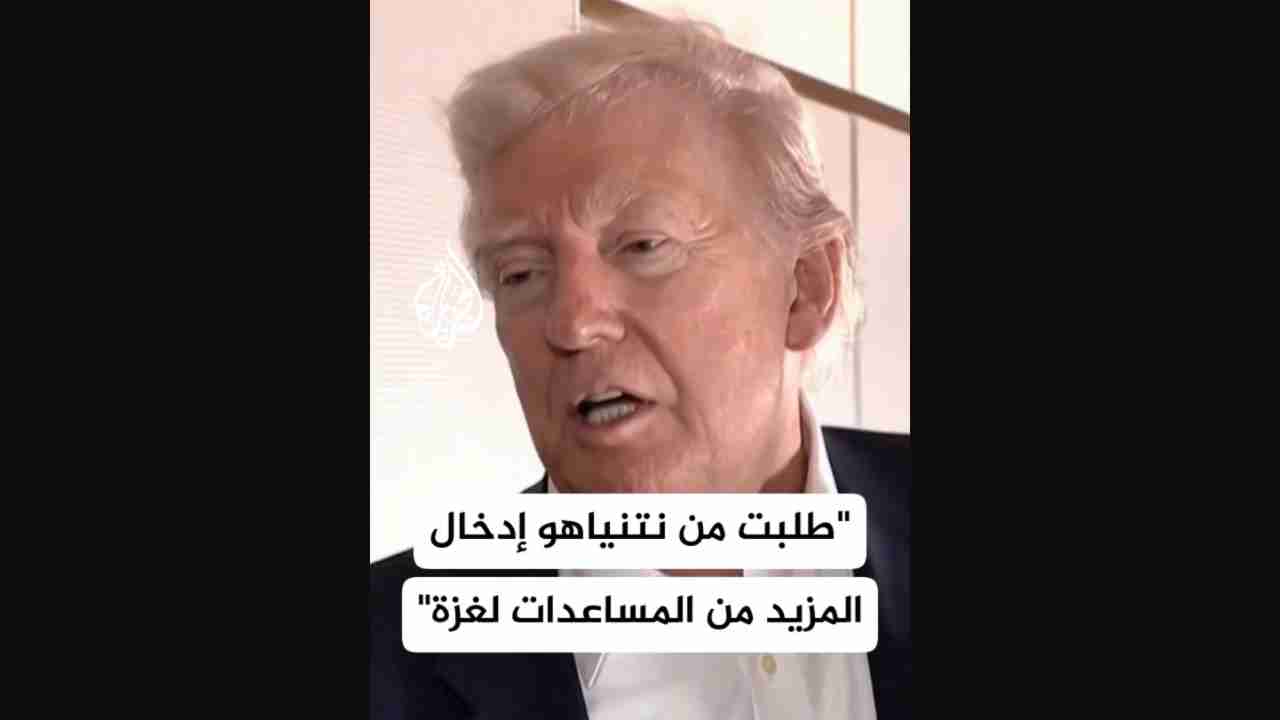 "طلبت من نتنياهو إدخال
المزيد من المساعدات لغزة"